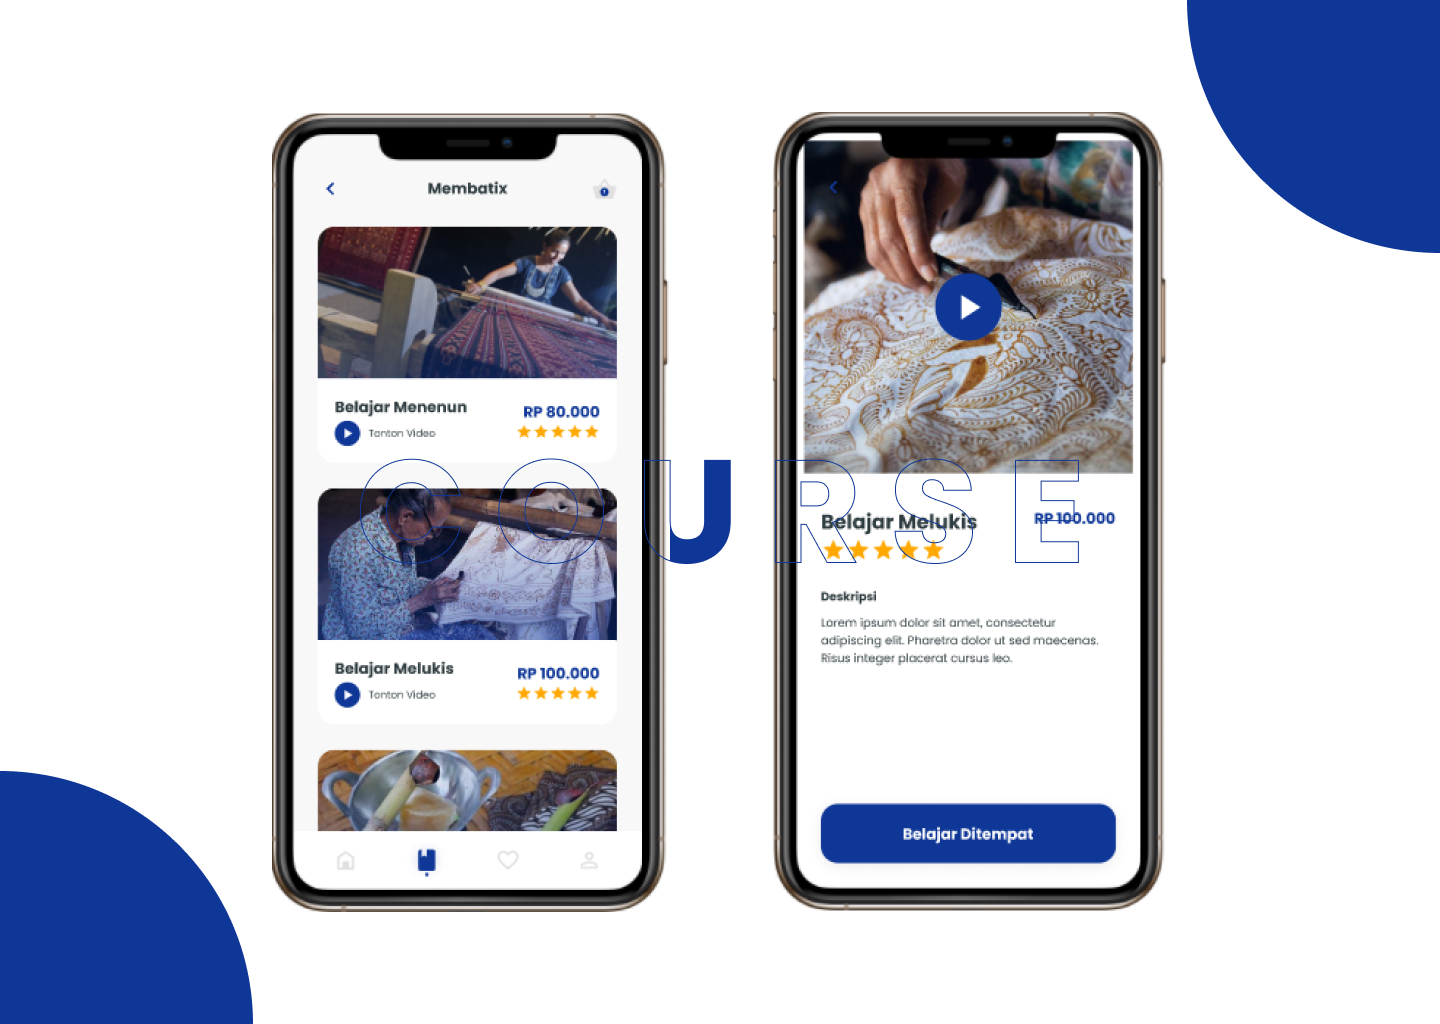 Membatix
Belajar Menenun
RP 80.000
Tonton Video
COURSE
Belajar Melukis
RP 100.000
Tonton Video
Belajar Melukis
RP 100.000
Deskripsi
Lorem ipsum dolor sit amet, consectetur
adipiscing elit. Pharetra dolor ut sed maecenas.
Risus integer placerat cursus leo.
Belajar Ditempat